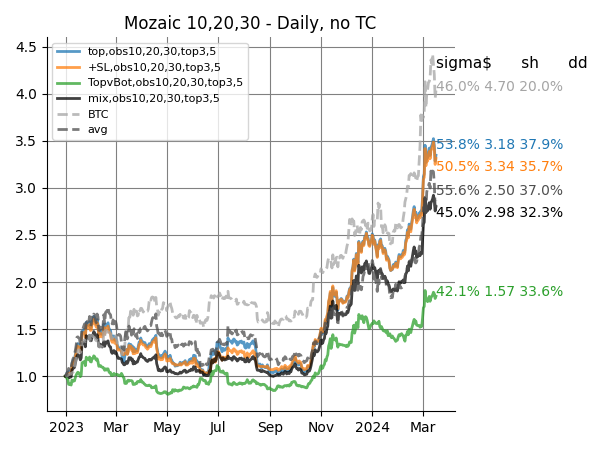 Mozaic 10,20,30 - Daily, no TC
top,obs10,20,30,top3,5
+SL,obs10,20,30,top3,5
TopvBot,obs10,20,30,top3,5
mix,obs10,20,30,top3,5
BTC
avg
sigma$ sh dd
46.0% 4.70 20.0%
53.8% 3.18 37.9%
50.5% 3.34 35.7%
55.6% 2.50 37.0%
45.0% 2.98 32.3%
42.1% 1.57 33.6%
4.5
4.0
3.5
3.0
2.5
2.0
1.5
1.0
2023 Mar May Jul Sep Nov 2024 Mar